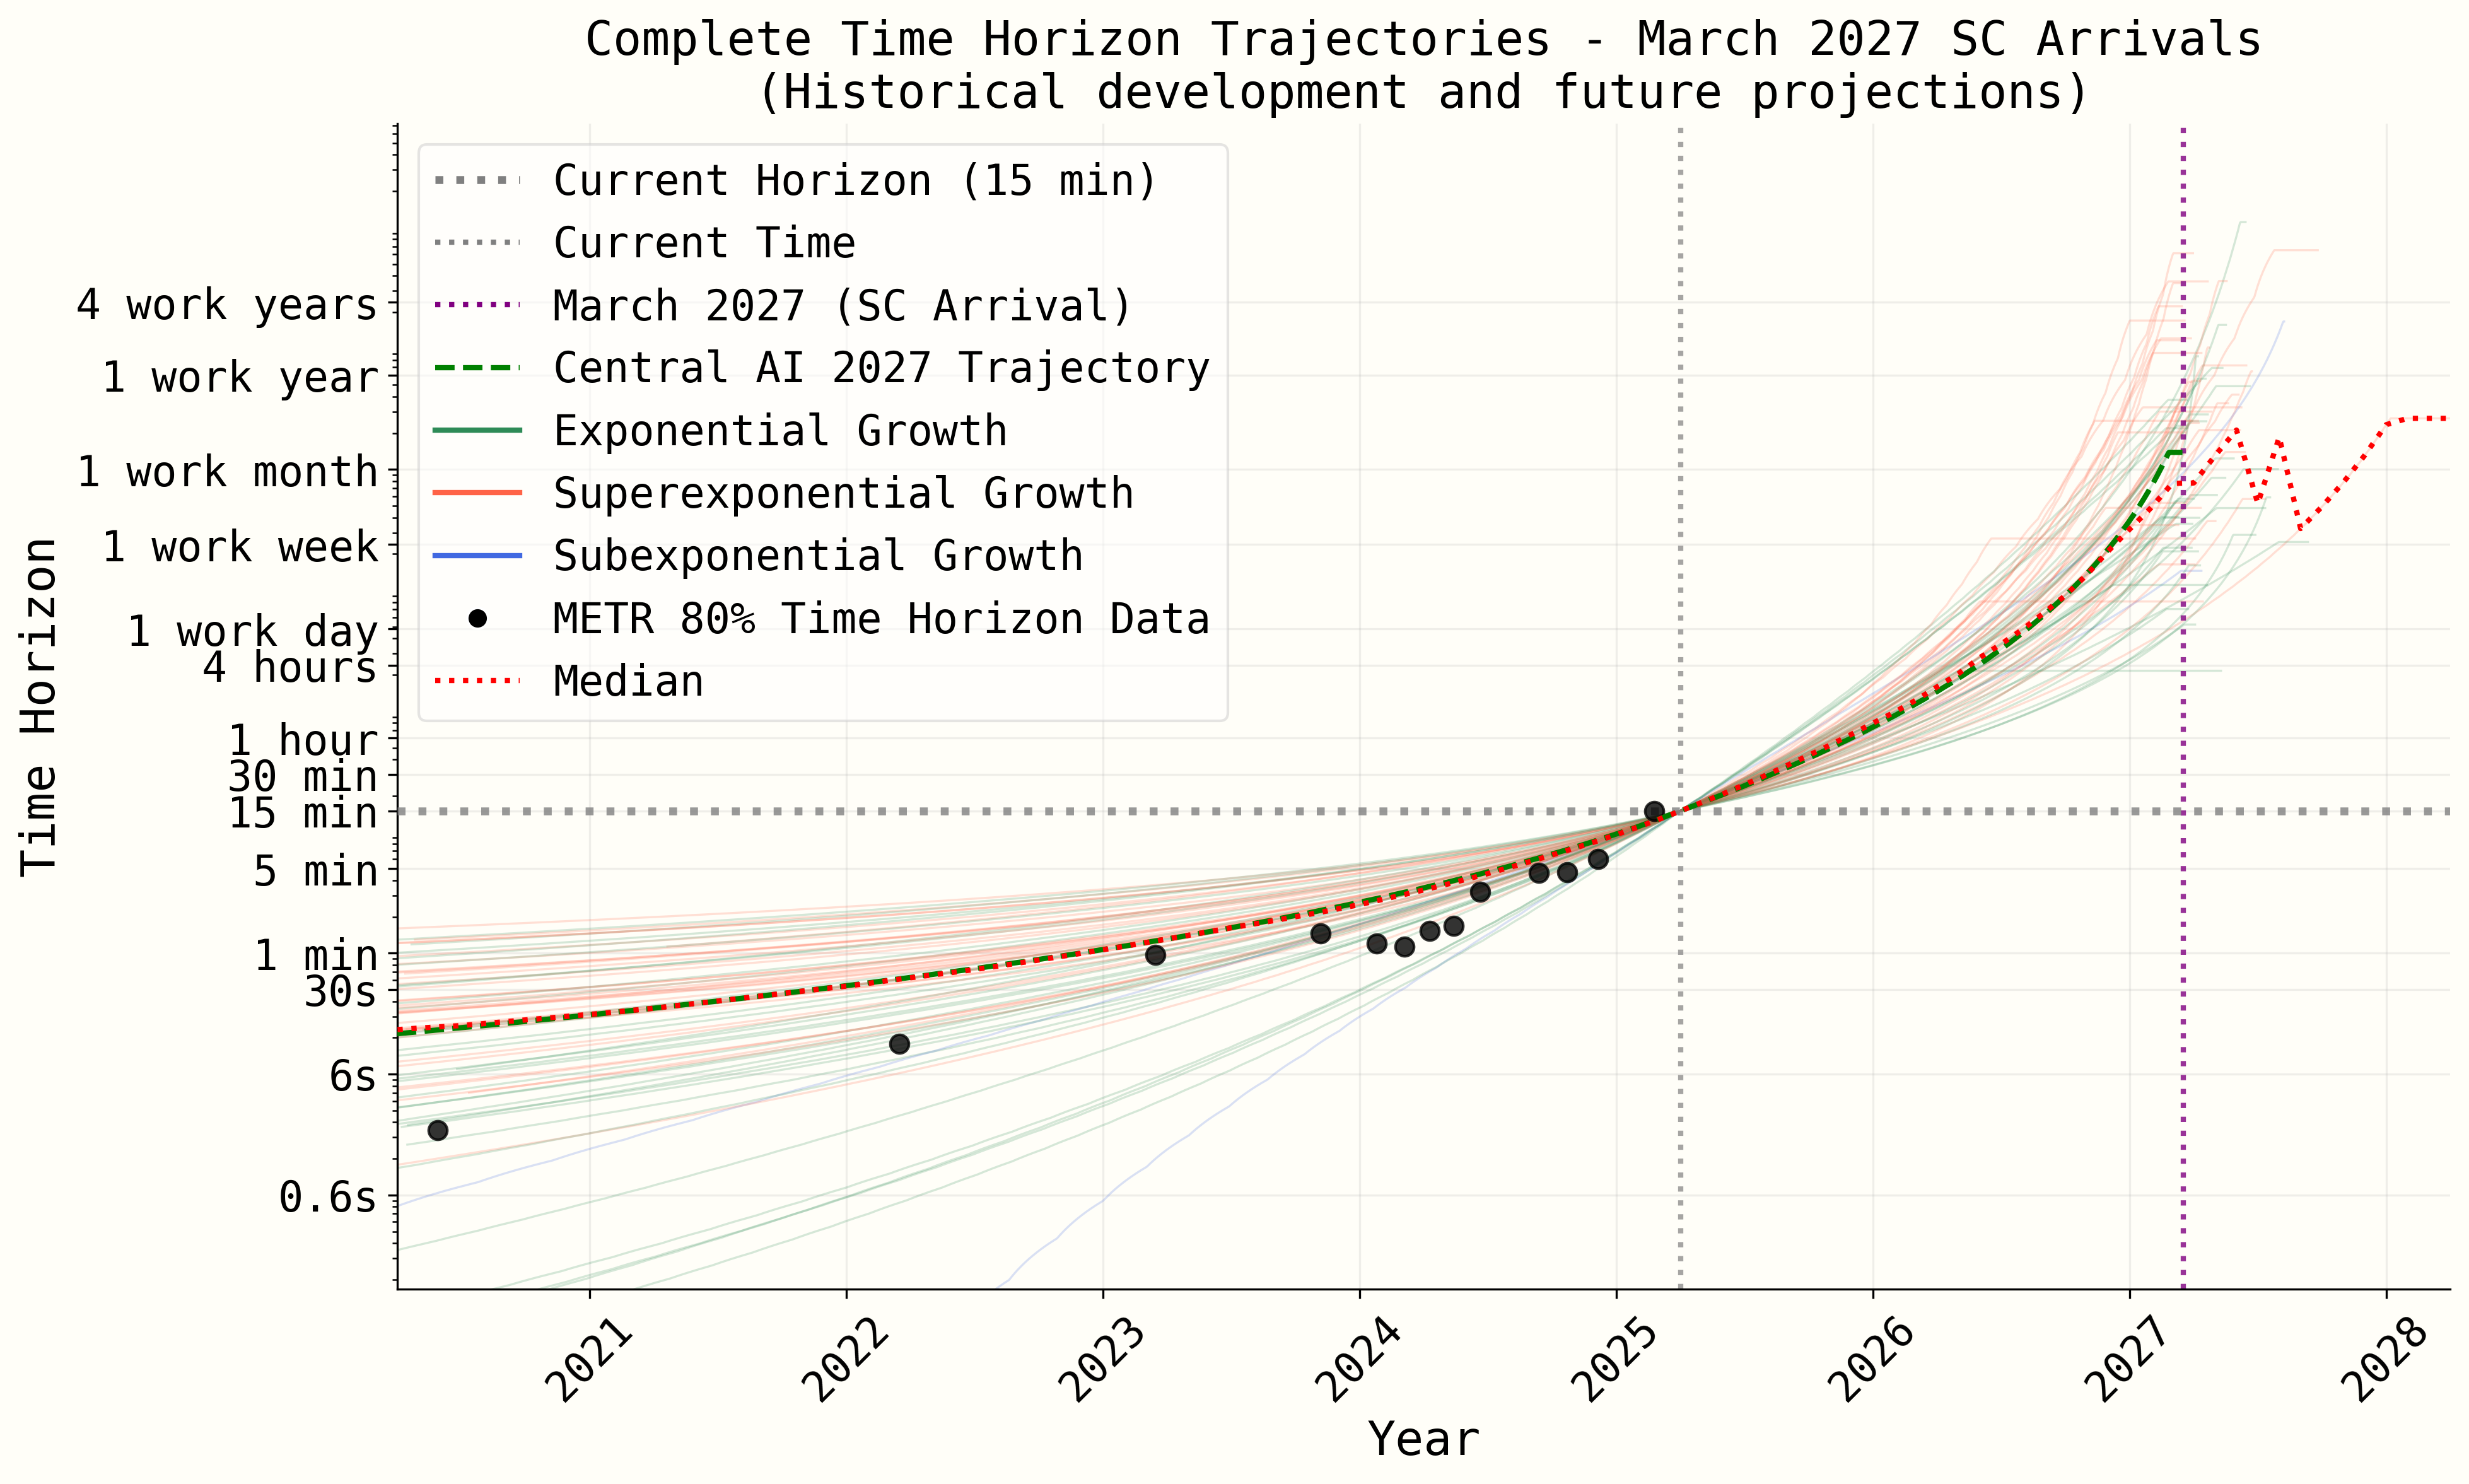 Complete Time Horizon Trajectories - March 2027 SC Arrivals
(Historical development and future projections)
Current Horizon (15 min)
Current Time
March 2027 (SC Arrival)
Central AI 2027 Trajectory
Exponential Growth
Superexponential Growth
Subexponential Growth
METR 80% Time Horizon Data
Median
Time Horizon
4 work years
1 work year
1 work month
1 work week
1 work day
4 hours
1 hour
30 min
15 min
5 min
1 min
30s
6s
0.6s
2021
2022
2023
2024
2025
2026
2027
2028
Year